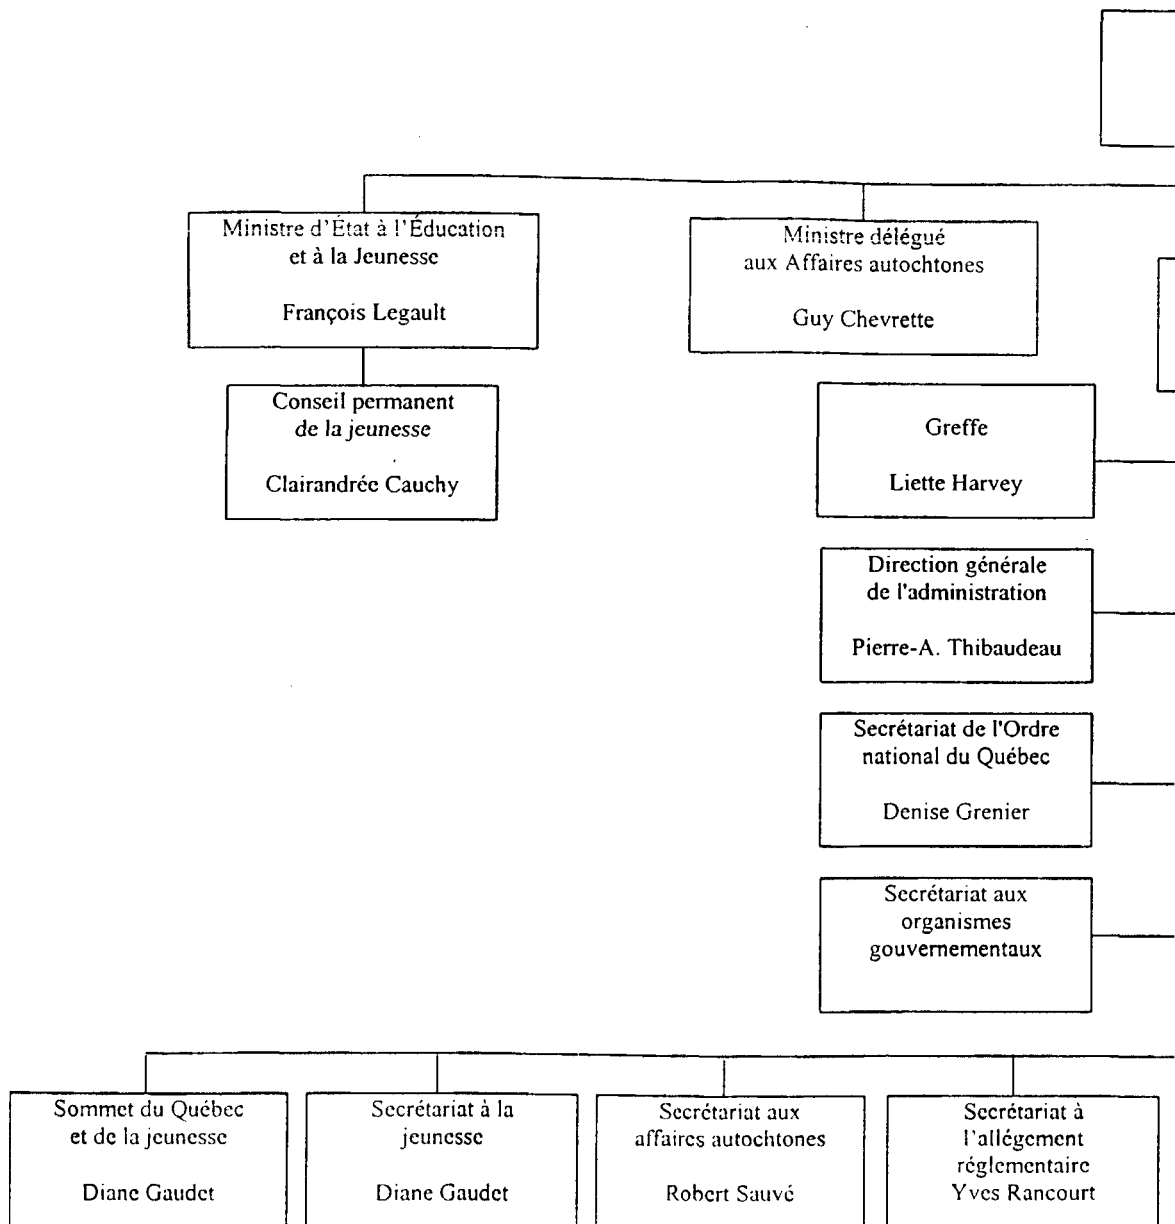 Ministre d'État à l'Éducation
et à la Jeunesse
François Legault
Ministre délégué
aux Affaires autochtones
Guy Chevrette
Conseil permanent
de la jeunesse
Clairandrée Cauchy
Greffe
Liette Harvey
Direction générale
de l'administration
Pierre-A. Thibaudeau
Secrétariat de l'Ordre
national du Québec
Denise Grenier
Secrétariat aux
organismes
gouvernementaux
Sommet du Québec
et de la jeunesse
Diane Gaudet
Secrétariat à la
jeunesse
Diane Gaudet
Secrétariat aux
affaires autochtones
Robert Sauvé
Secrétariat à
l'allégement
réglementaire
Yves Rancourt